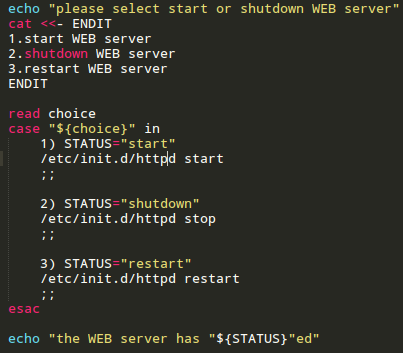 echo "please select start or shutdown WEB server"
cat <<- ENDIT
1.start WEB server
2.shutdown WEB server
3.restart WEB server
ENDIT
read choice
case "${choice}" in
1) STATUS="start"
/etc/init.d/httpd start
;;
2) STATUS="shutdown"
/etc/init.d/httpd stop
;;
3) STATUS="restart"
/etc/init.d/httpd restart
;;
esac
echo "the WEB server has "${STATUS}"ed"